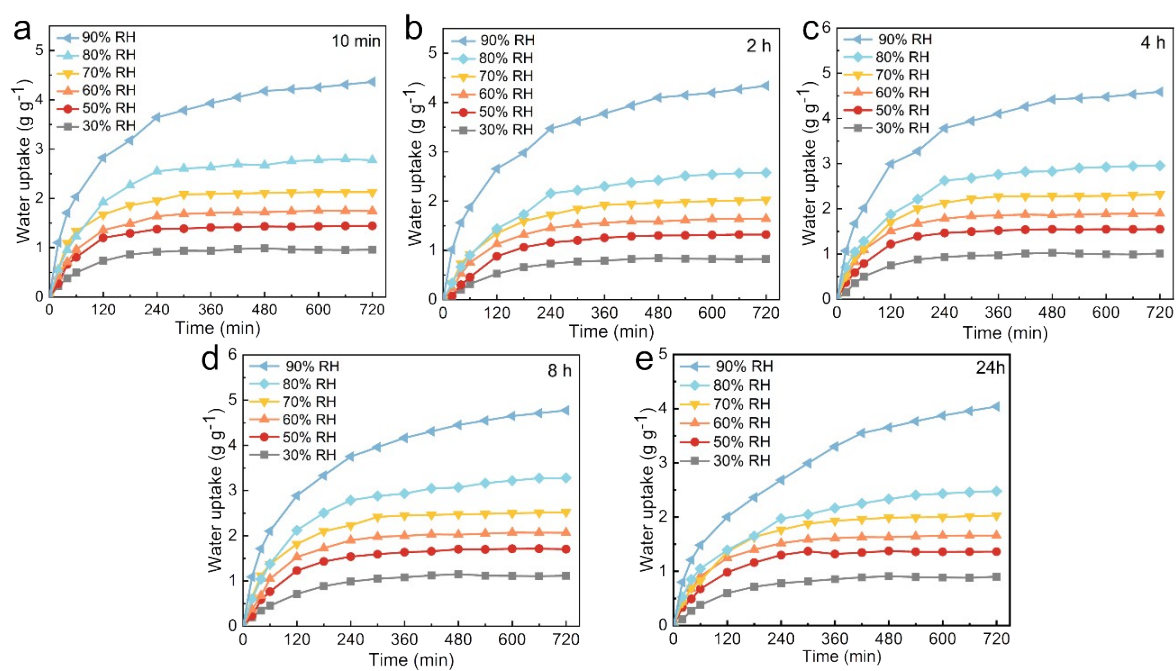 a
10 min
90% RH
80% RH
70% RH
60% RH
50% RH
30% RH
Water uptake (g g⁻¹)
5
4
3
2
1
0
0 120 240 360 480 600 720
Time (min)
b
2 h
90% RH
80% RH
70% RH
60% RH
50% RH
30% RH
Water uptake (g g⁻¹)
5
4
3
2
1
0
0 120 240 360 480 600 720
Time (min)
c
4 h
90% RH
80% RH
70% RH
60% RH
50% RH
30% RH
Water uptake (g g⁻¹)
6
5
4
3
2
1
0
0 120 240 360 480 600 720
Time (min)
d
8 h
90% RH
80% RH
70% RH
60% RH
50% RH
30% RH
Water uptake (g g⁻¹)
6
5
4
3
2
1
0
0 120 240 360 480 600 720
Time (min)
e
24h
90% RH
80% RH
70% RH
60% RH
50% RH
30% RH
Water uptake (g g⁻¹)
5
4
3
2
1
0
0 120 240 360 480 600 720
Time (min)